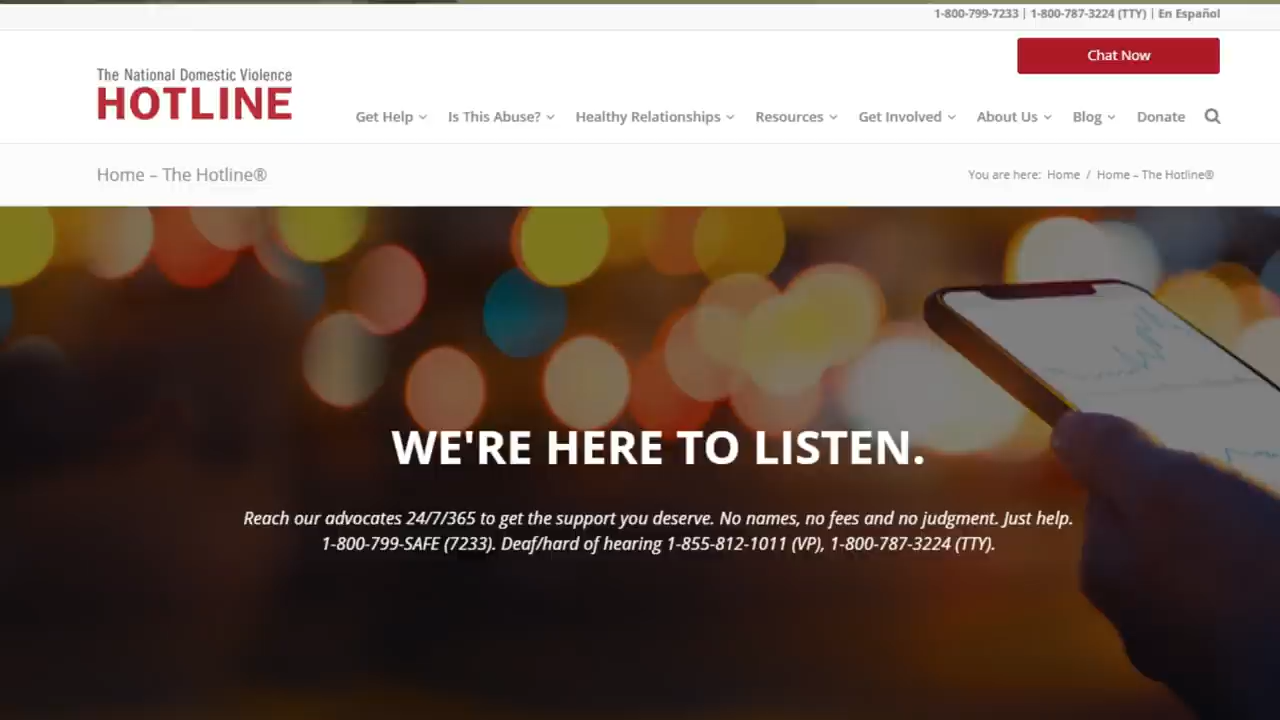 1-800-799-7233 | 1-800-787-3224 (TTY) | En Español
Chat Now
The National Domestic Violence
HOTLINE
Get Help Is This Abuse? Healthy Relationships Resources Get Involved About Us Blog Donate
Home – The Hotline®
You are here: Home / Home – The Hotline®
WE'RE HERE TO LISTEN.
Reach our advocates 24/7/365 to get the support you deserve. No names, no fees and no judgment. Just help.
1-800-799-SAFE (7233). Deaf/hard of hearing 1-855-812-1011 (VP), 1-800-787-3224 (TTY).